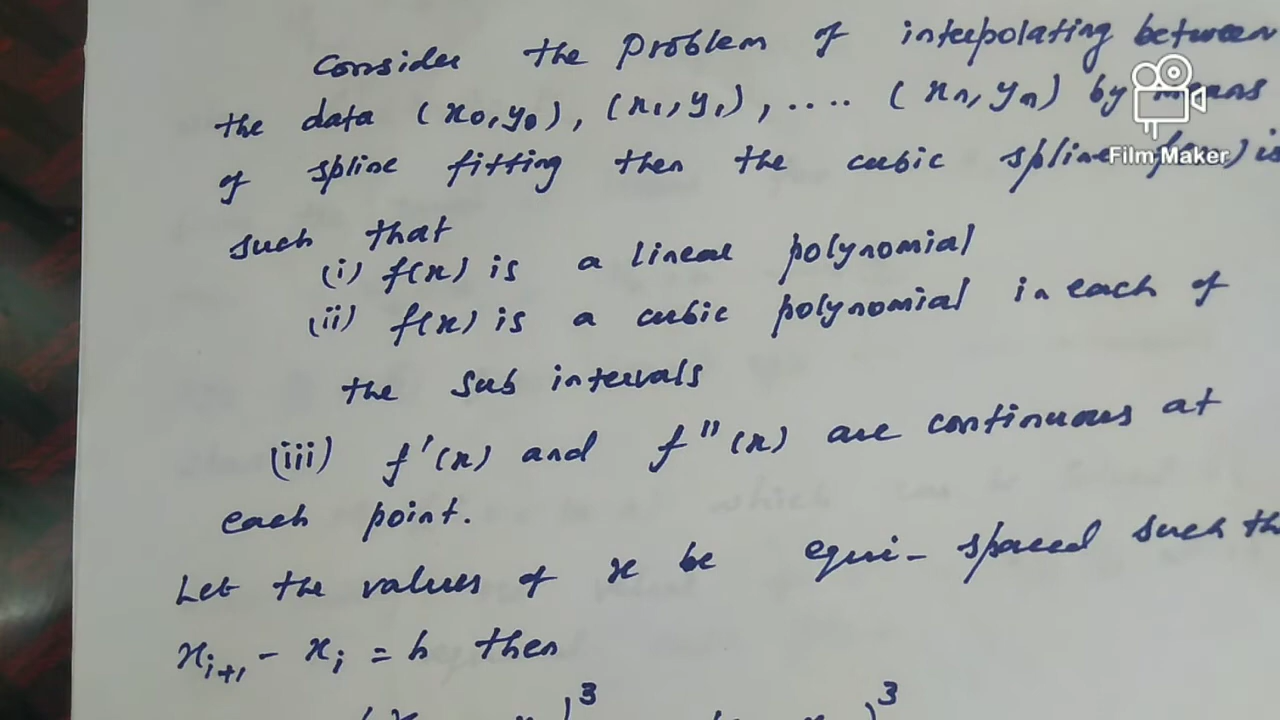 Consider the Problem of interpolating between
the data (x₀,y₀), (x₁,y₁), .... (xₙ, yₙ) by means
of spline fitting then the cubic spline f(x) is
such that
(i) f(x) is a linear polynomial
(ii) f(x) is a cubic polynomial in each of
the sub intervals
(iii) f'(x) and f''(x) are continuous at
each point.
Let the values of x be equi-spaced such th
xᵢ₊₁ - xᵢ = h then
Film Maker